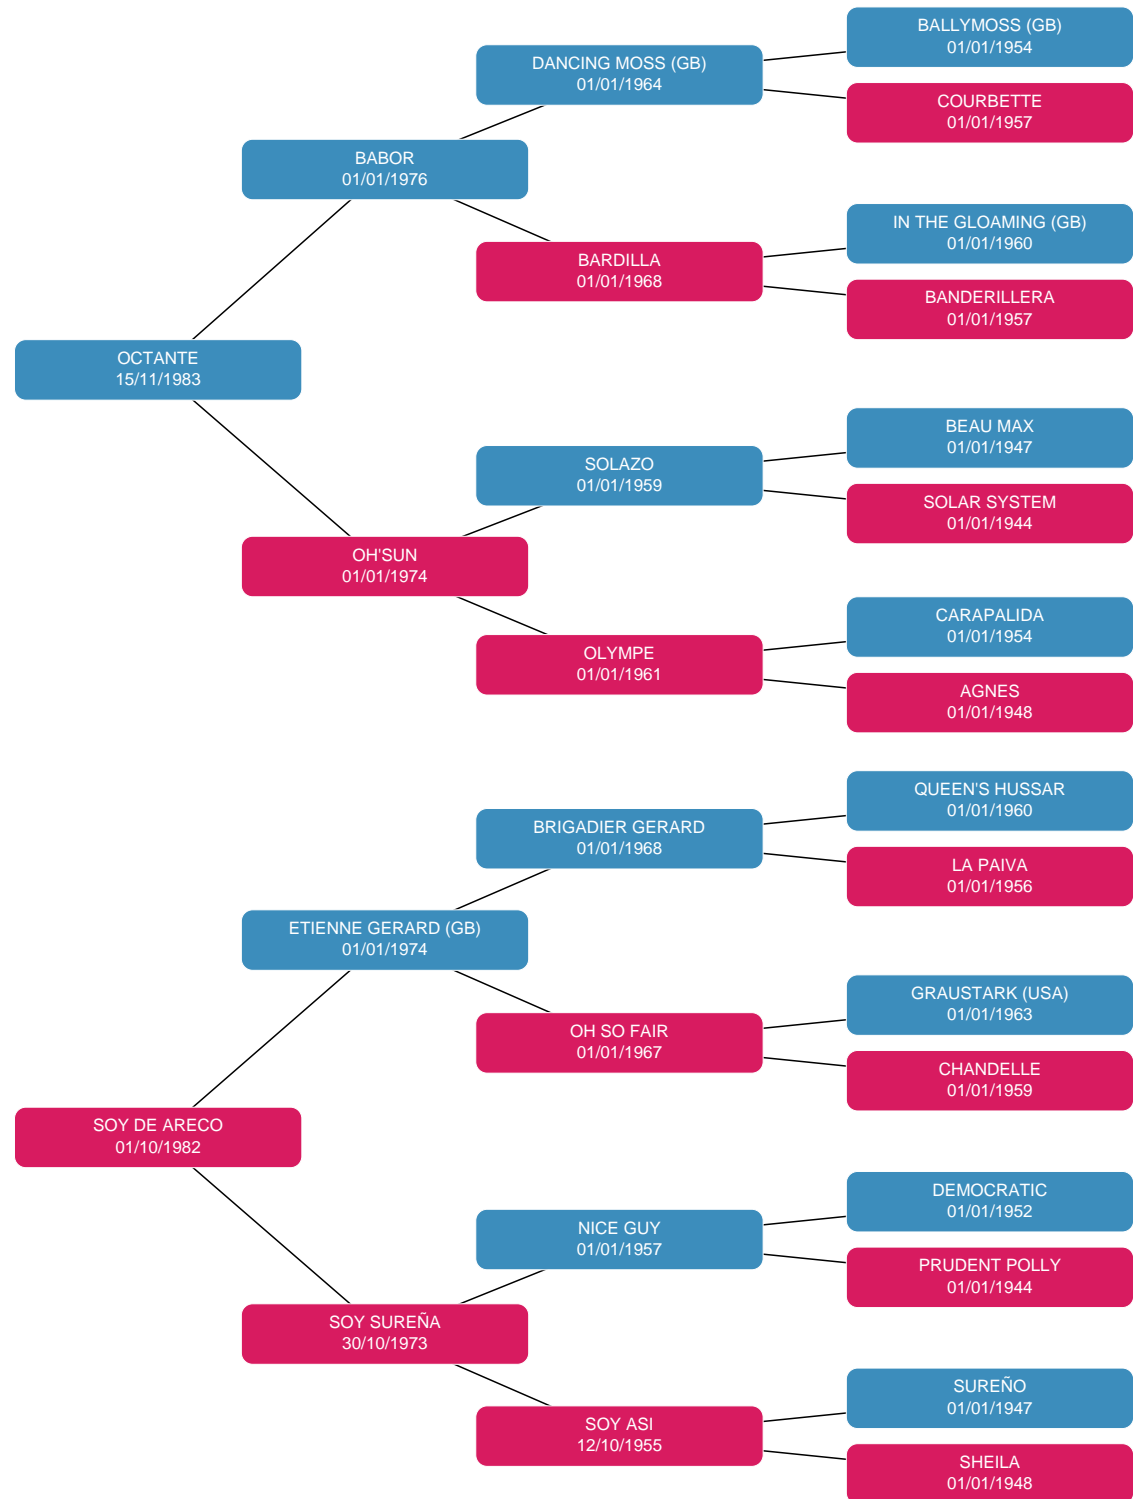 BALLYMOSS (GB)
01/01/1954
DANCING MOSS (GB)
01/01/1964
COURBETTE
01/01/1957
BABOR
01/01/1976
IN THE GLOAMING (GB)
01/01/1960
BARDILLA
01/01/1968
BANDERILLERA
01/01/1957
OCTANTE
15/11/1983
BEAU MAX
01/01/1947
SOLAZO
01/01/1959
SOLAR SYSTEM
01/01/1944
OH'SUN
01/01/1974
CARAPALIDA
01/01/1954
OLYMPE
01/01/1961
AGNES
01/01/1948
QUEEN'S HUSSAR
01/01/1960
BRIGADIER GERARD
01/01/1968
LA PAIVA
01/01/1956
ETIENNE GERARD (GB)
01/01/1974
GRAUSTARK (USA)
01/01/1963
OH SO FAIR
01/01/1967
CHANDELLE
01/01/1959
SOY DE ARECO
01/10/1982
DEMOCRATIC
01/01/1952
NICE GUY
01/01/1957
PRUDENT POLLY
01/01/1944
SOY SUREÑA
30/10/1973
SUREÑO
01/01/1947
SOY ASI
12/10/1955
SHEILA
01/01/1948